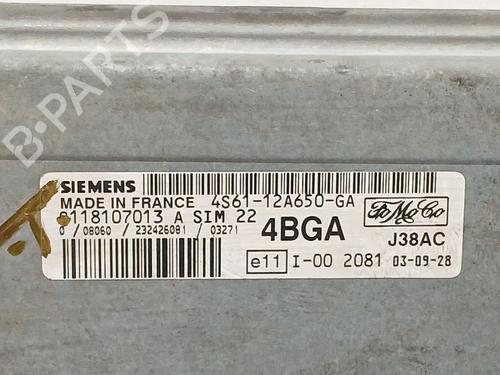 B-PARTS
SIEMENS
MADE IN FRANCE 4S61-12A650-GA
S118107013 A SIM 22
0 / 08060 / 232426081 / 03271
4BGA
FoMoCo
J38AC
e11 I-00 2081 03-09-28